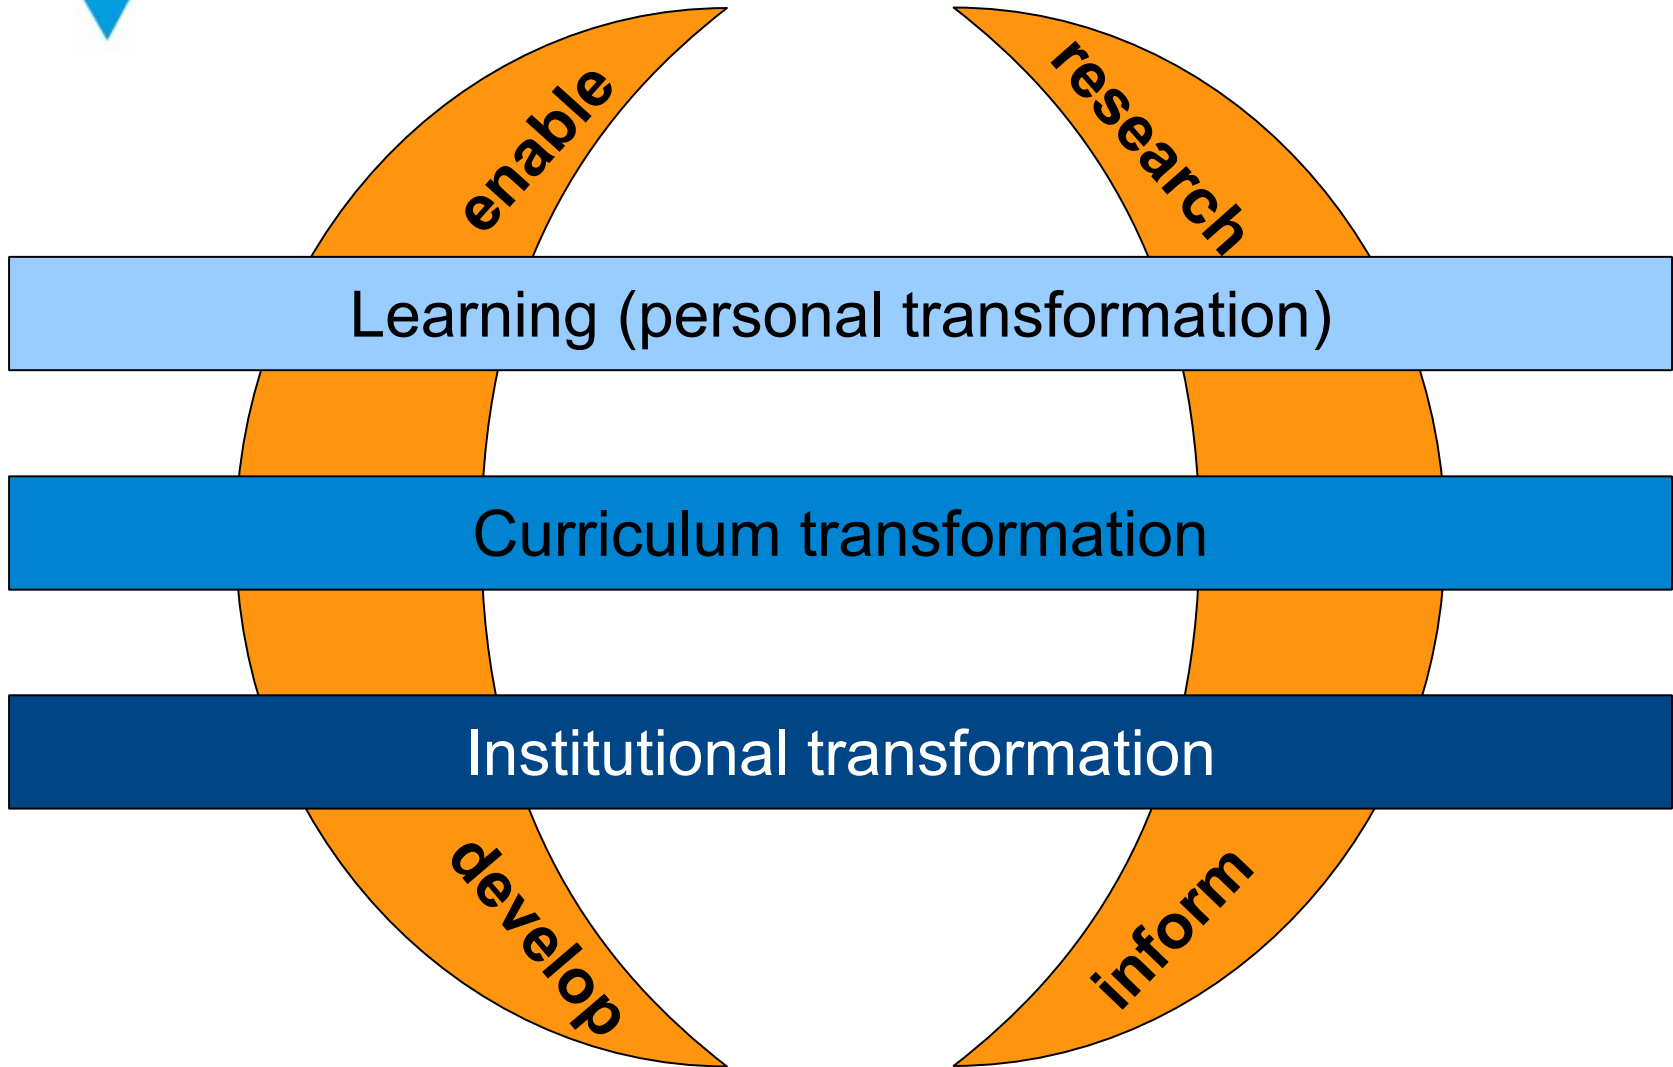 enable
research
Learning (personal transformation)
Curriculum transformation
Institutional transformation
develop
inform